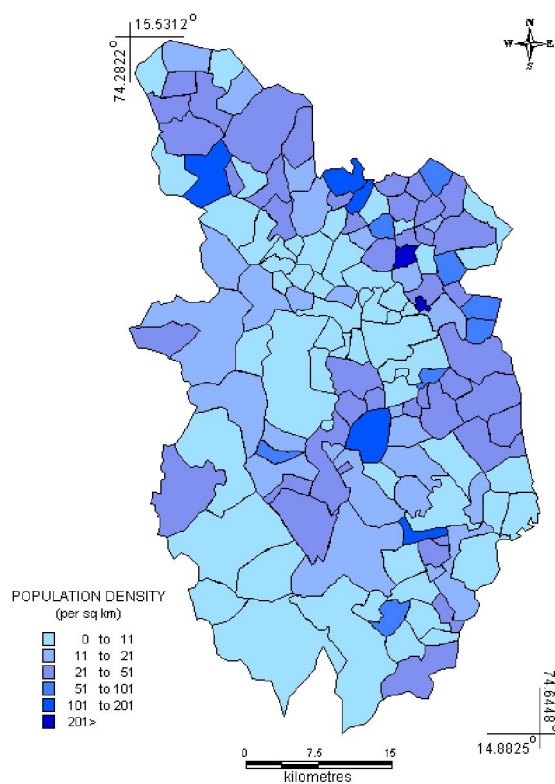 15.5312°
74.2822°
N
W E
S
POPULATION DENSITY
(per sq km)
0 to 11
11 to 21
21 to 51
51 to 101
101 to 201
201>
0 7.5 15
kilometres
74.6448°
14.8825°